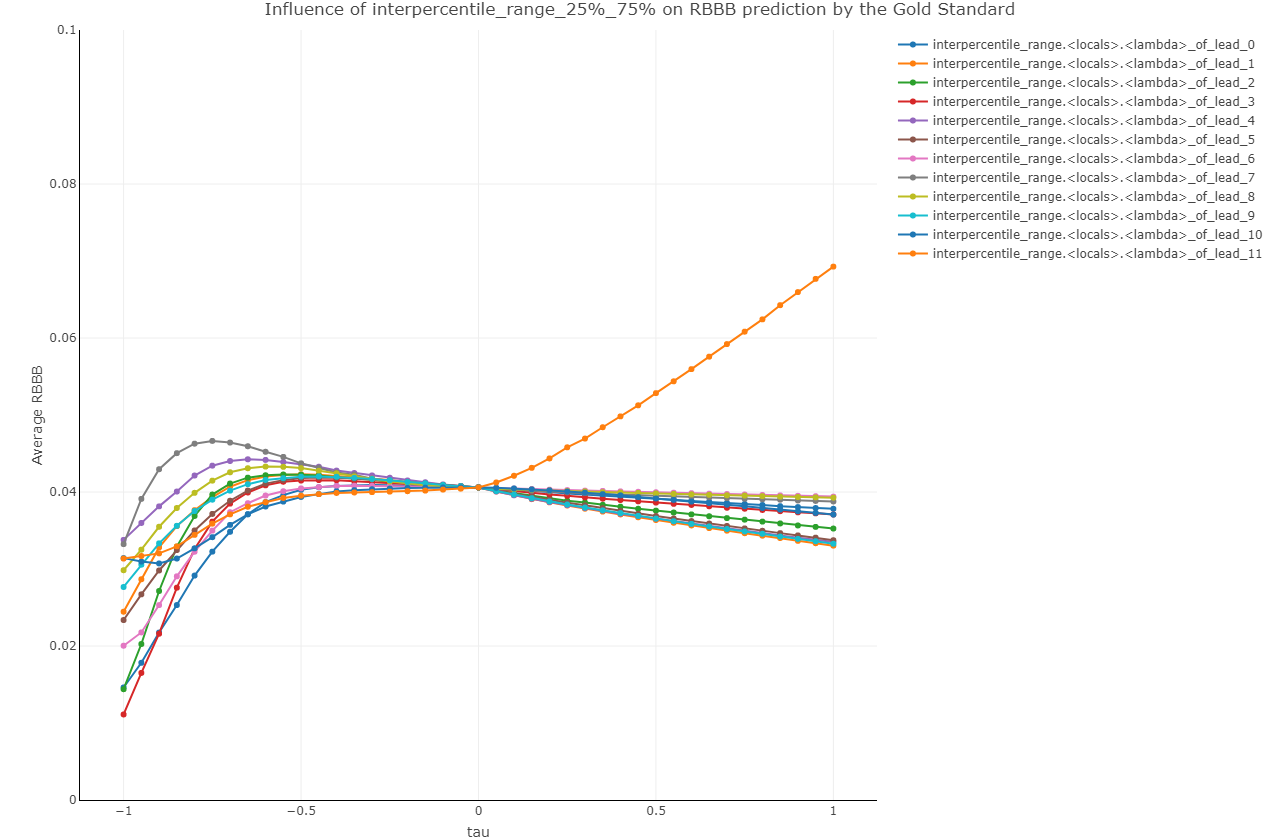 Influence of interpercentile_range_25%_75% on RBBB prediction by the Gold Standard
interpercentile_range.<locals>.<lambda>_of_lead_0
interpercentile_range.<locals>.<lambda>_of_lead_1
interpercentile_range.<locals>.<lambda>_of_lead_2
interpercentile_range.<locals>.<lambda>_of_lead_3
interpercentile_range.<locals>.<lambda>_of_lead_4
interpercentile_range.<locals>.<lambda>_of_lead_5
interpercentile_range.<locals>.<lambda>_of_lead_6
interpercentile_range.<locals>.<lambda>_of_lead_7
interpercentile_range.<locals>.<lambda>_of_lead_8
interpercentile_range.<locals>.<lambda>_of_lead_9
interpercentile_range.<locals>.<lambda>_of_lead_10
interpercentile_range.<locals>.<lambda>_of_lead_11
0.1
0.08
0.06
0.04
0.02
0
Average RBBB
−1
−0.5
0
0.5
1
tau